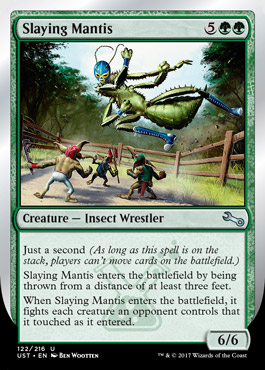 Slaying Mantis 5
Creature — Insect Wrestler
Just a second (As long as this spell is on the
stack, players can't move cards on the battlefield.)
Slaying Mantis enters the battlefield by being
thrown from a distance of at least three feet.
When Slaying Mantis enters the battlefield, it
fights each creature an opponent controls that
it touched as it entered.
6/6
122/216 U
UST • EN Ben Wootten
™ & © 2017 Wizards of the Coast